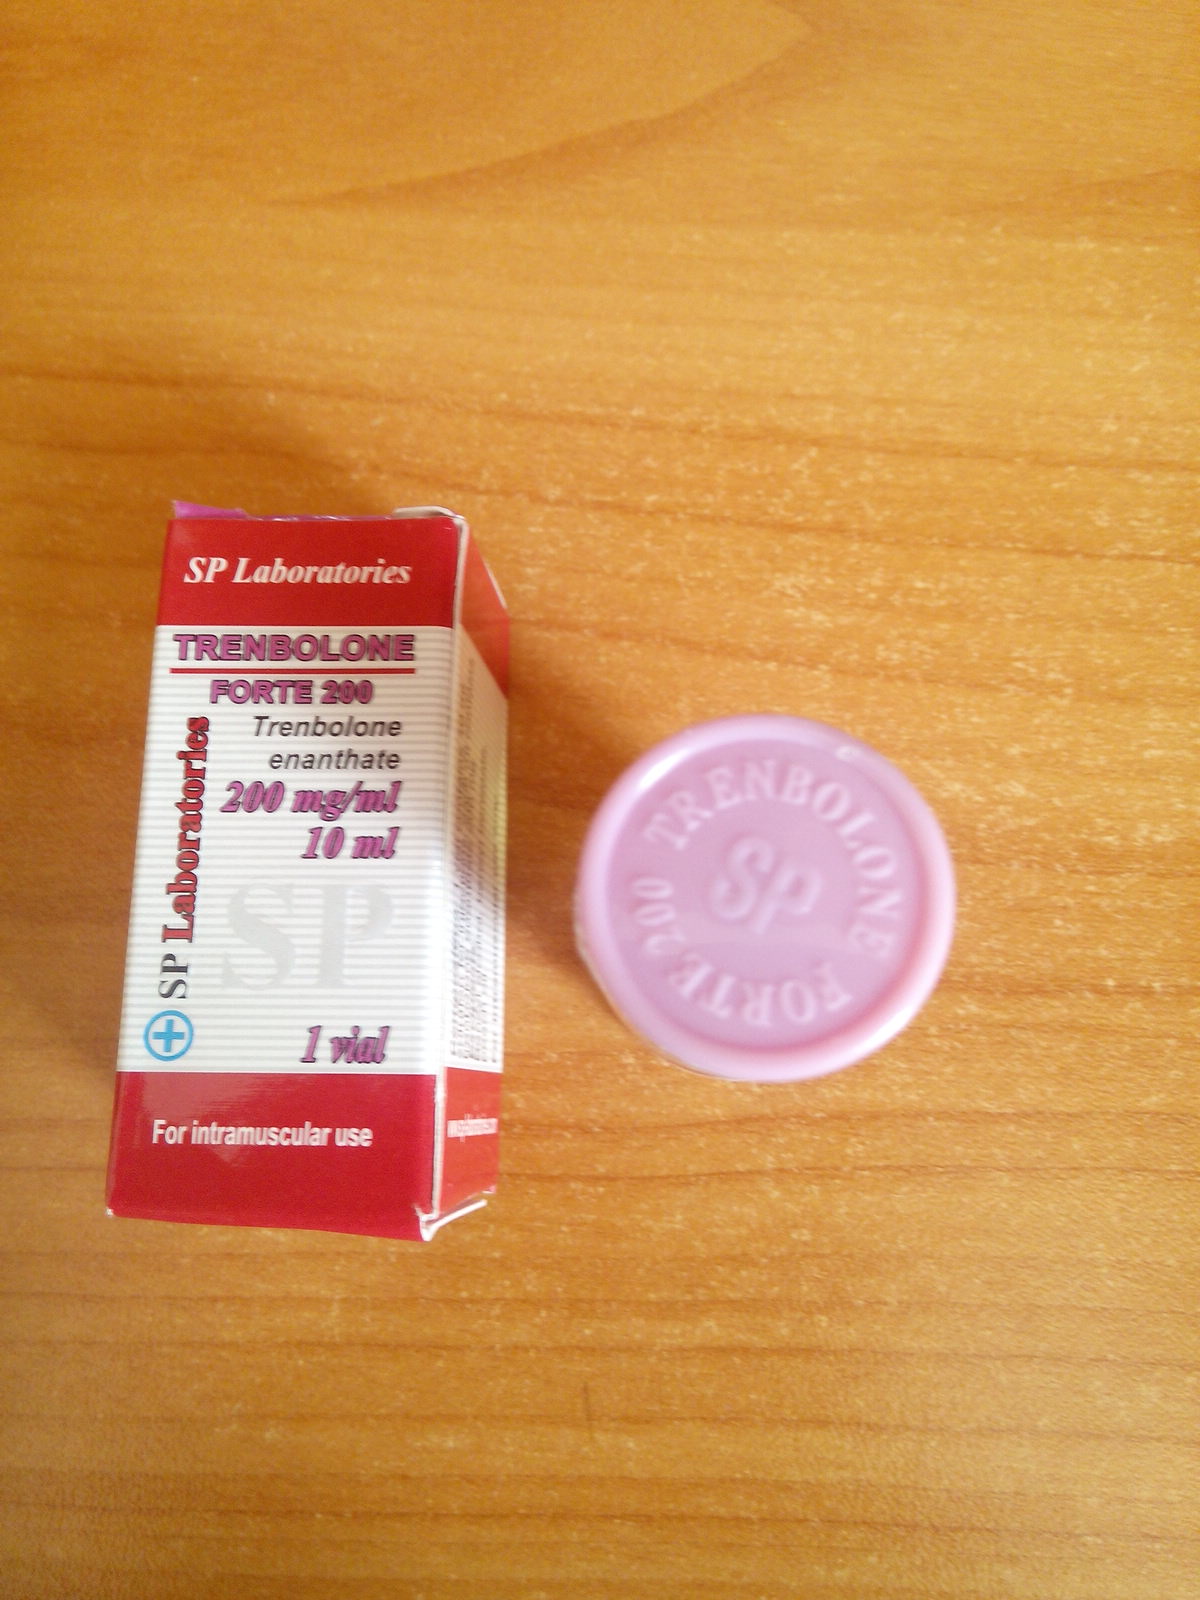 SP Laboratories
TRENBOLONE
FORTE 200
Trenbolone
enanthate
200 mg/ml
10 ml
SP
1 vial
SP Laboratories
For intramuscular use
TRENBOLONE
FORTE 200
SP